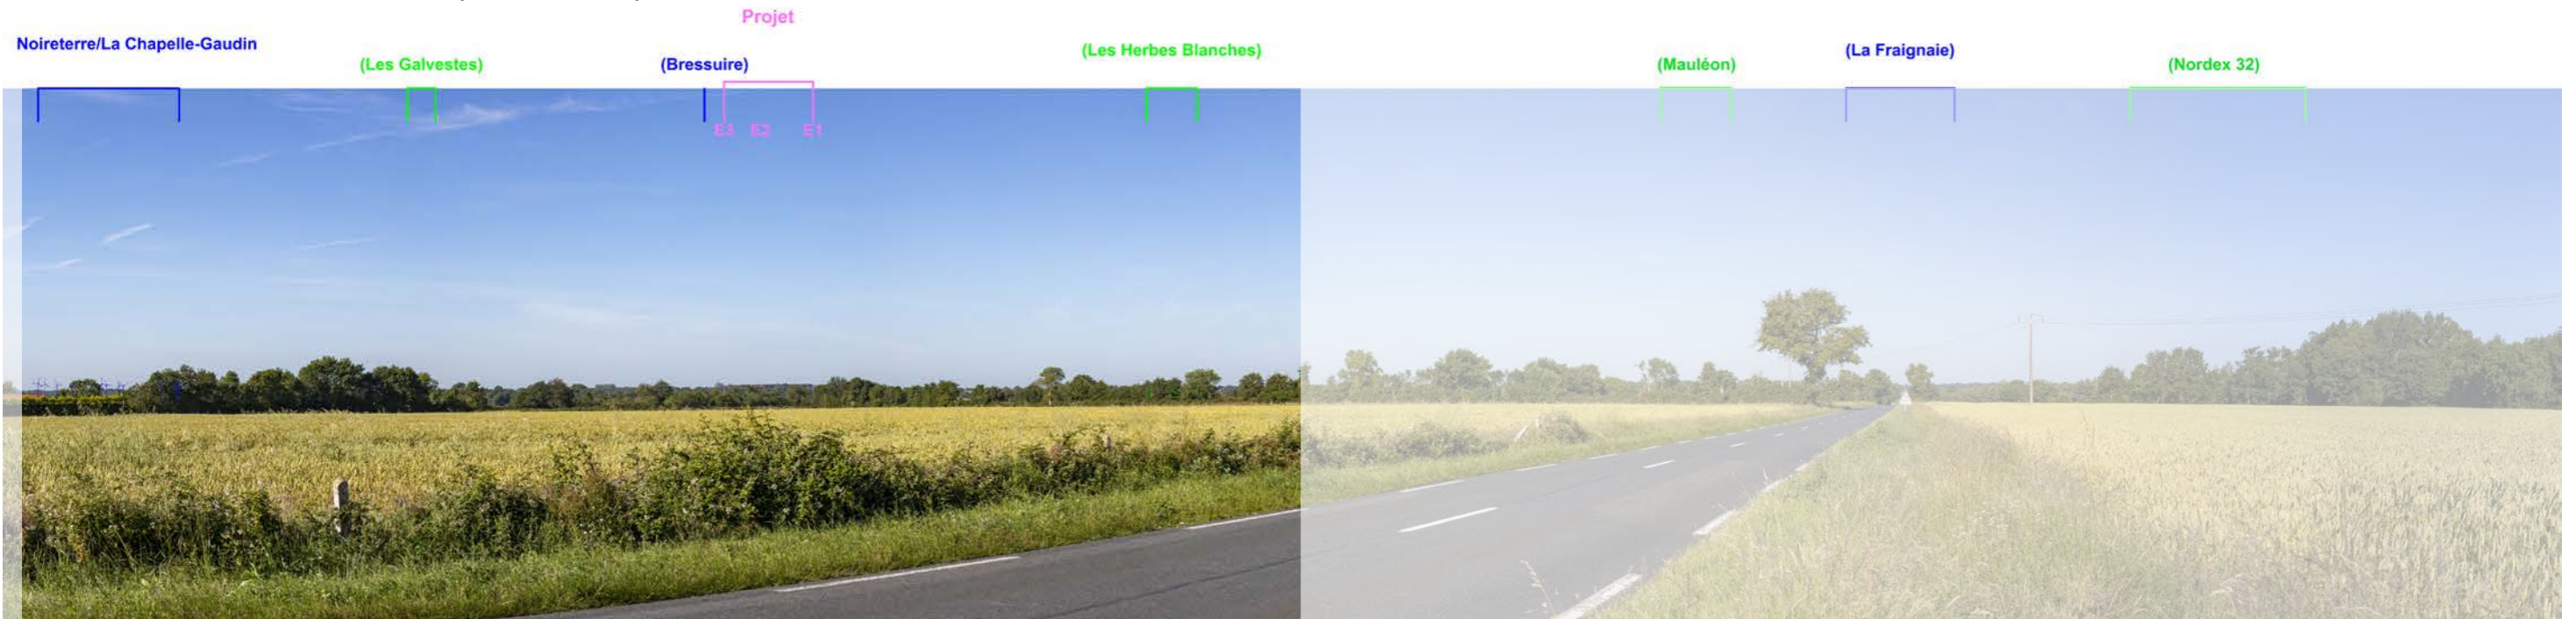 Projet
Noireterre/La Chapelle-Gaudin
(Les Galvestes)
(Bressuire)
(Les Herbes Blanches)
(Mauléon)
(La Fraignaie)
(Nordex 32)
E3 E2 E1